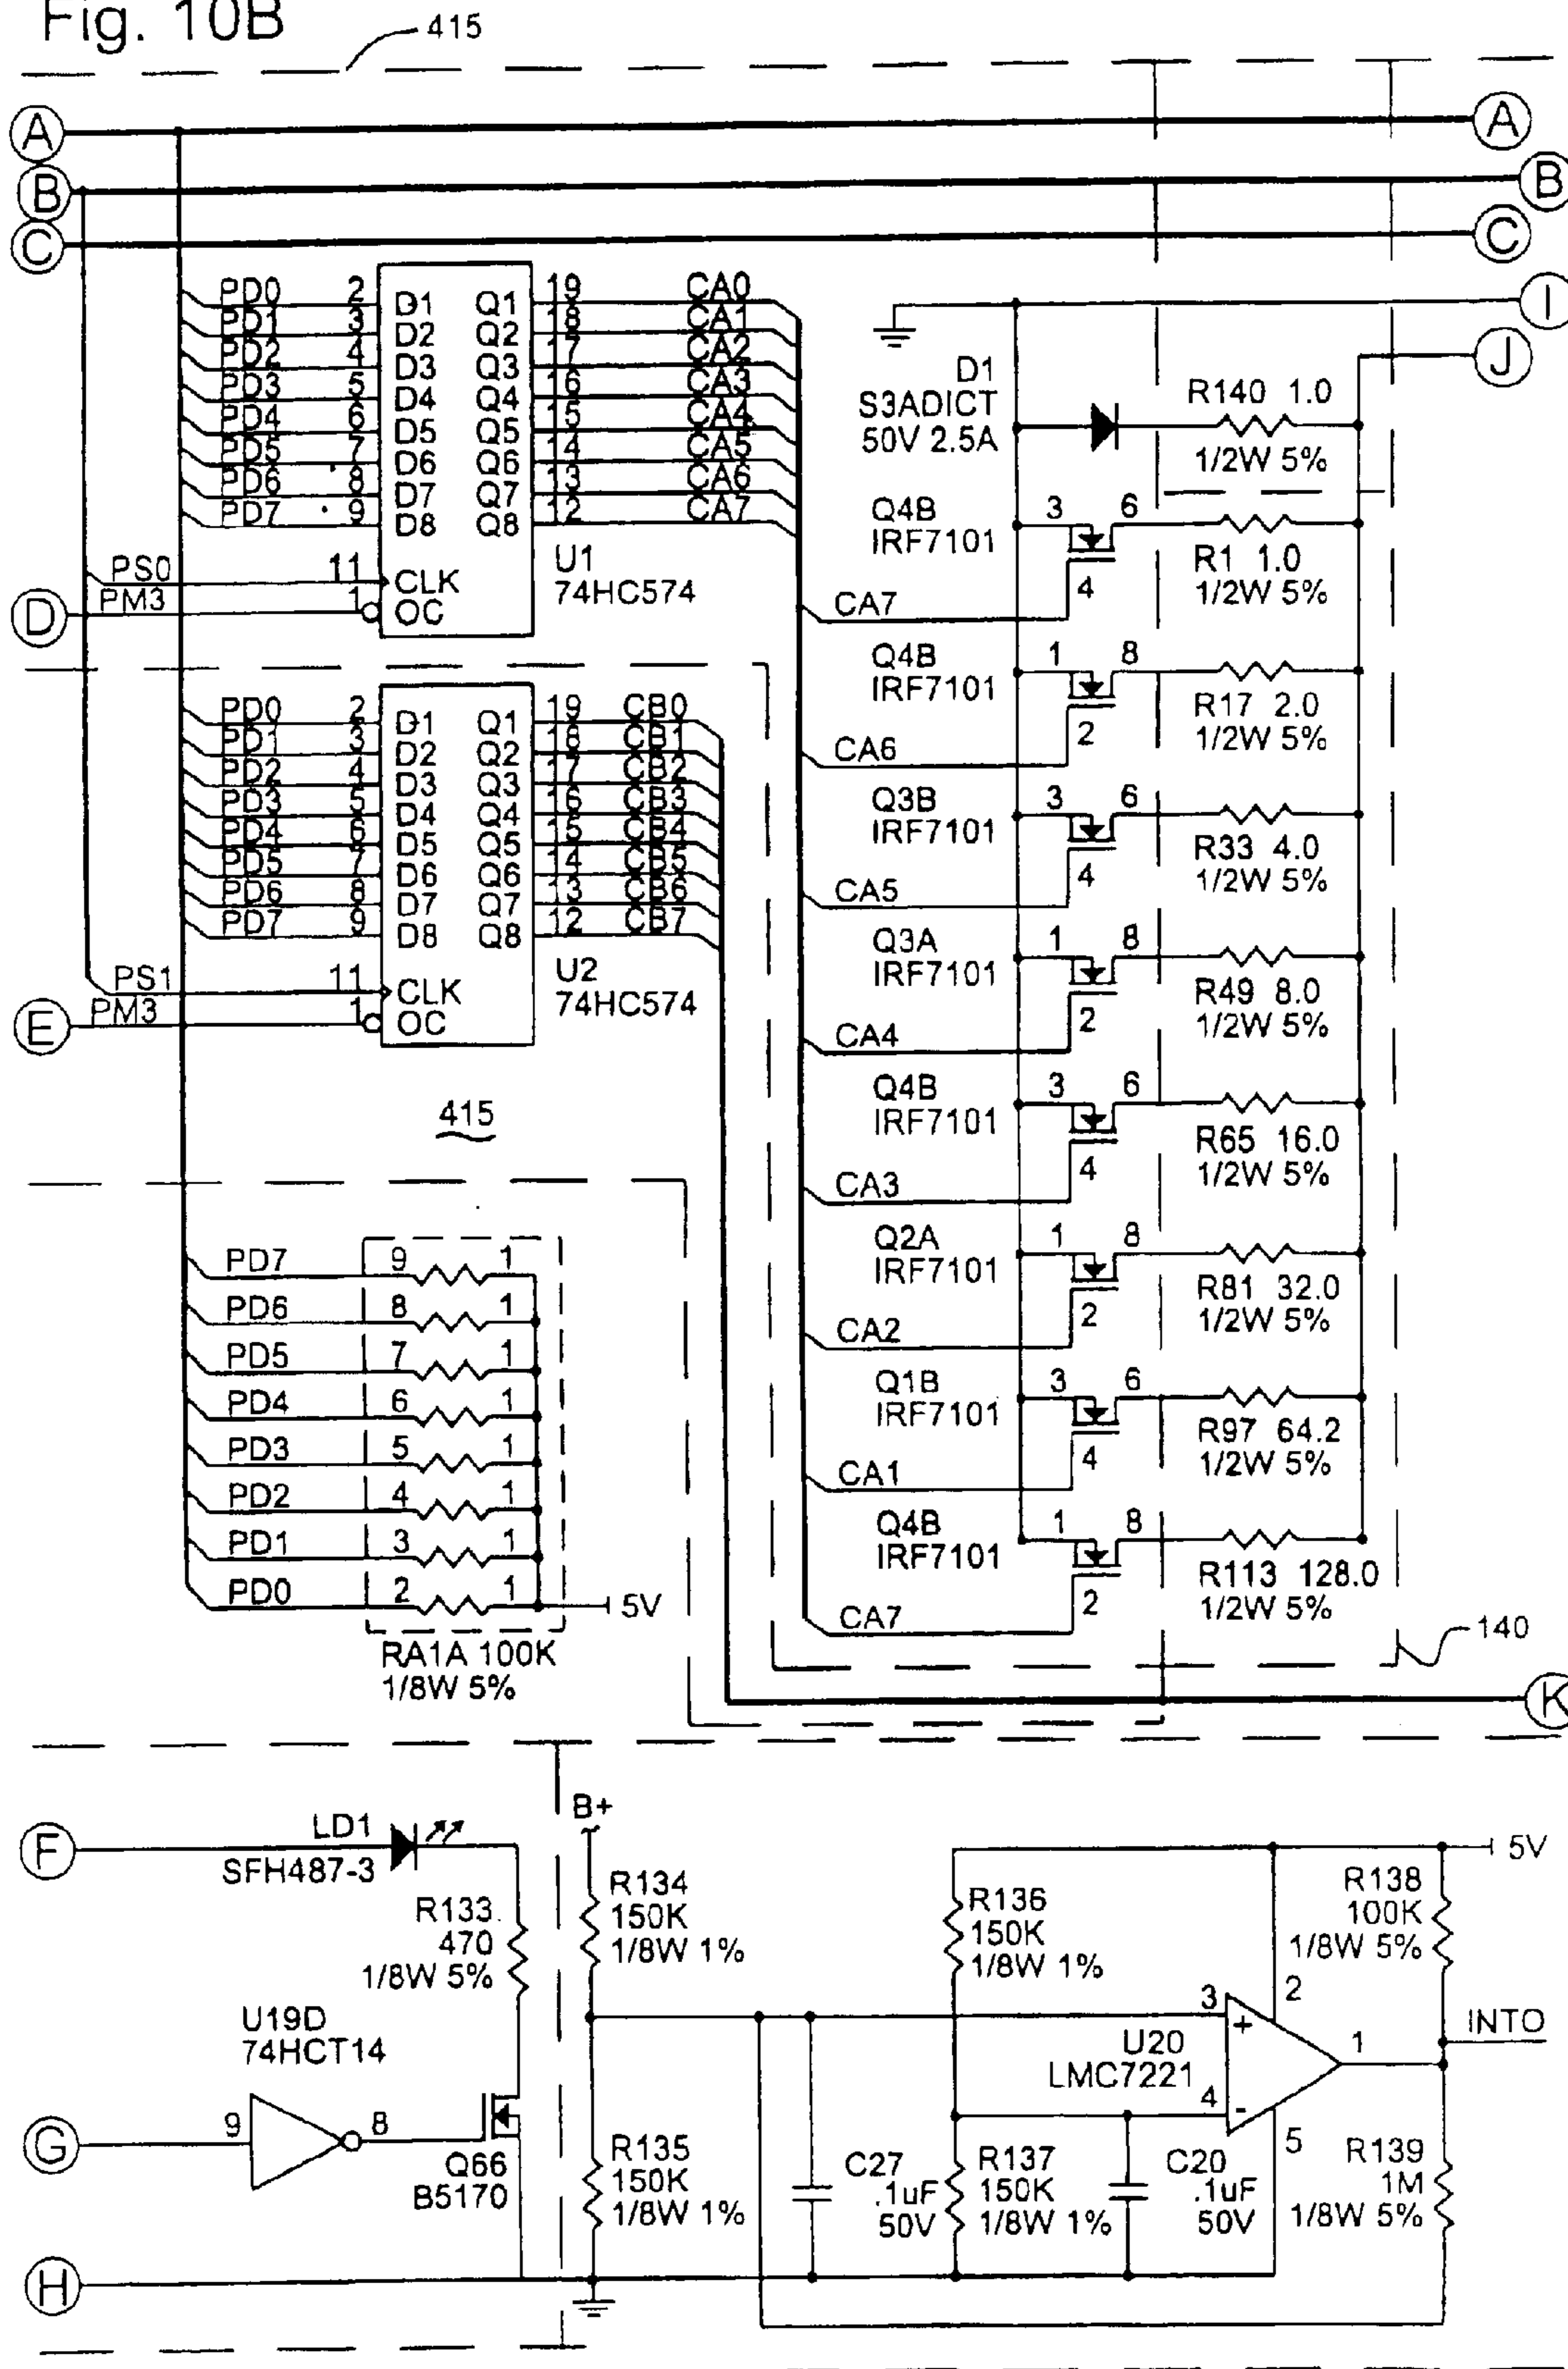 Fig. 10B
415
A
A
B
B
C
C
I
J
PD0 2 D1 Q1 19 CA0
PD1 3 D2 Q2 18 CA1
PD2 4 D3 Q3 17 CA2
PD3 5 D4 Q4 16 CA3
PD4 6 D5 Q5 15 CA4
PD5 7 D6 Q6 14 CA5
PD6 8 D7 Q7 13 CA6
PD7 9 D8 Q8 12 CA7
PS0 11 CLK
D PM3 1 OC
U1
74HC574
PD0 2 D1 Q1 19 CB0
PD1 3 D2 Q2 18 CB1
PD2 4 D3 Q3 17 CB2
PD3 5 D4 Q4 16 CB3
PD4 6 D5 Q5 15 CB4
PD5 7 D6 Q6 14 CB5
PD6 8 D7 Q7 13 CB6
PD7 9 D8 Q8 12 CB7
PS1 11 CLK
E PM3 1 OC
U2
74HC574
415
PD7 9 1
PD6 8 1
PD5 7 1
PD4 6 1
PD3 5 1
PD2 4 1
PD1 3 1
PD0 2 1 5V
RA1A 100K
1/8W 5%
D1
S3ADICT
50V 2.5A
R140 1.0
1/2W 5%
Q4B
IRF7101
3 6
4
CA7
R1 1.0
1/2W 5%
Q4B
IRF7101
1 8
2
CA6
R17 2.0
1/2W 5%
Q3B
IRF7101
3 6
4
CA5
R33 4.0
1/2W 5%
Q3A
IRF7101
1 8
2
CA4
R49 8.0
1/2W 5%
Q4B
IRF7101
3 6
4
CA3
R65 16.0
1/2W 5%
Q2A
IRF7101
1 8
2
CA2
R81 32.0
1/2W 5%
Q1B
IRF7101
3 6
4
CA1
R97 64.2
1/2W 5%
Q4B
IRF7101
1 8
2
CA7
R113 128.0
1/2W 5%
140
K
F
LD1
SFH487-3
R133
470
1/8W 5%
U19D
74HCT14
G 9 8
Q66
B5170
H
B+
R134
150K
1/8W 1%
R135
150K
1/8W 1%
C27
.1uF
50V
R136
150K
1/8W 1%
R137
150K
1/8W 1%
C20
.1uF
50V
U20
LMC7221
3 +
4 -
2
5
1
5V
R138
100K
1/8W 5%
INTO
R139
1M
1/8W 5%